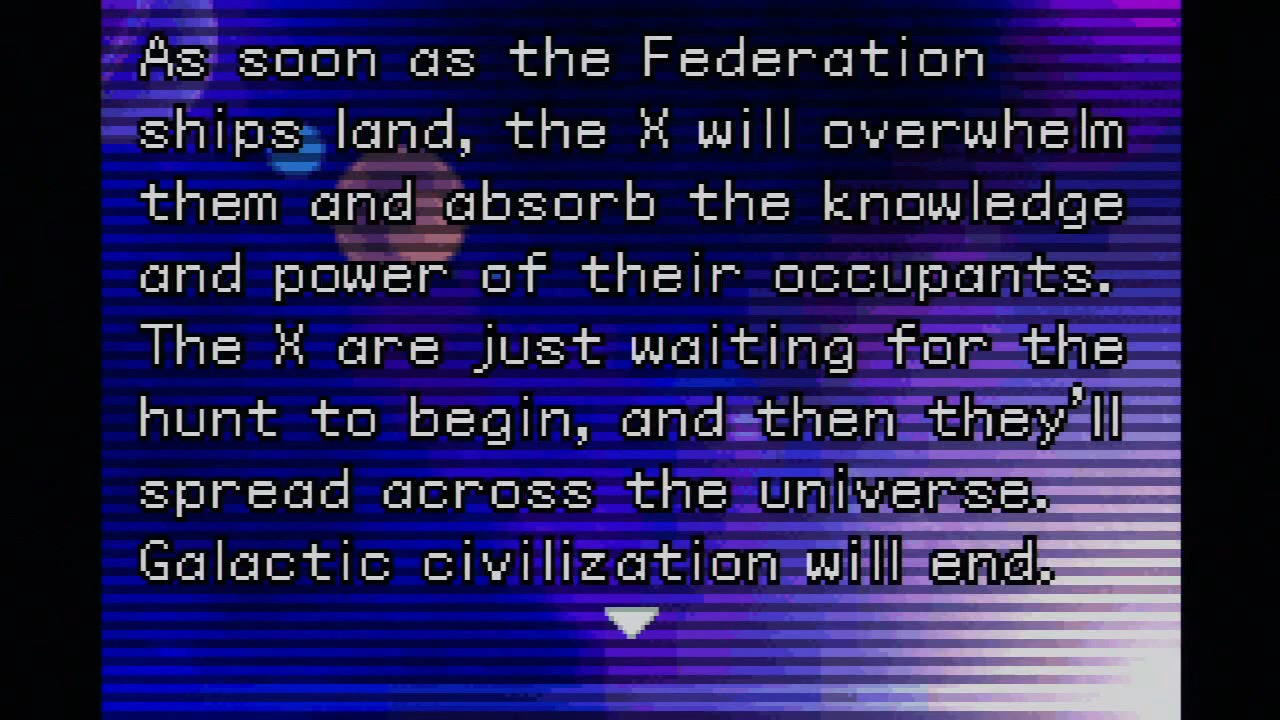 As soon as the Federation
ships land, the X will overwhelm
them and absorb the knowledge
and power of their occupants.
The X are just waiting for the
hunt to begin, and then they'll
spread across the universe.
Galactic civilization will end.